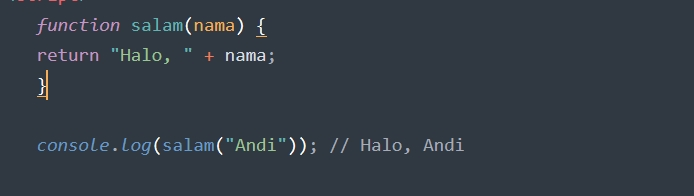 function salam(nama) {
return "Halo, " + nama;
}
console.log(salam("Andi")); // Halo, Andi